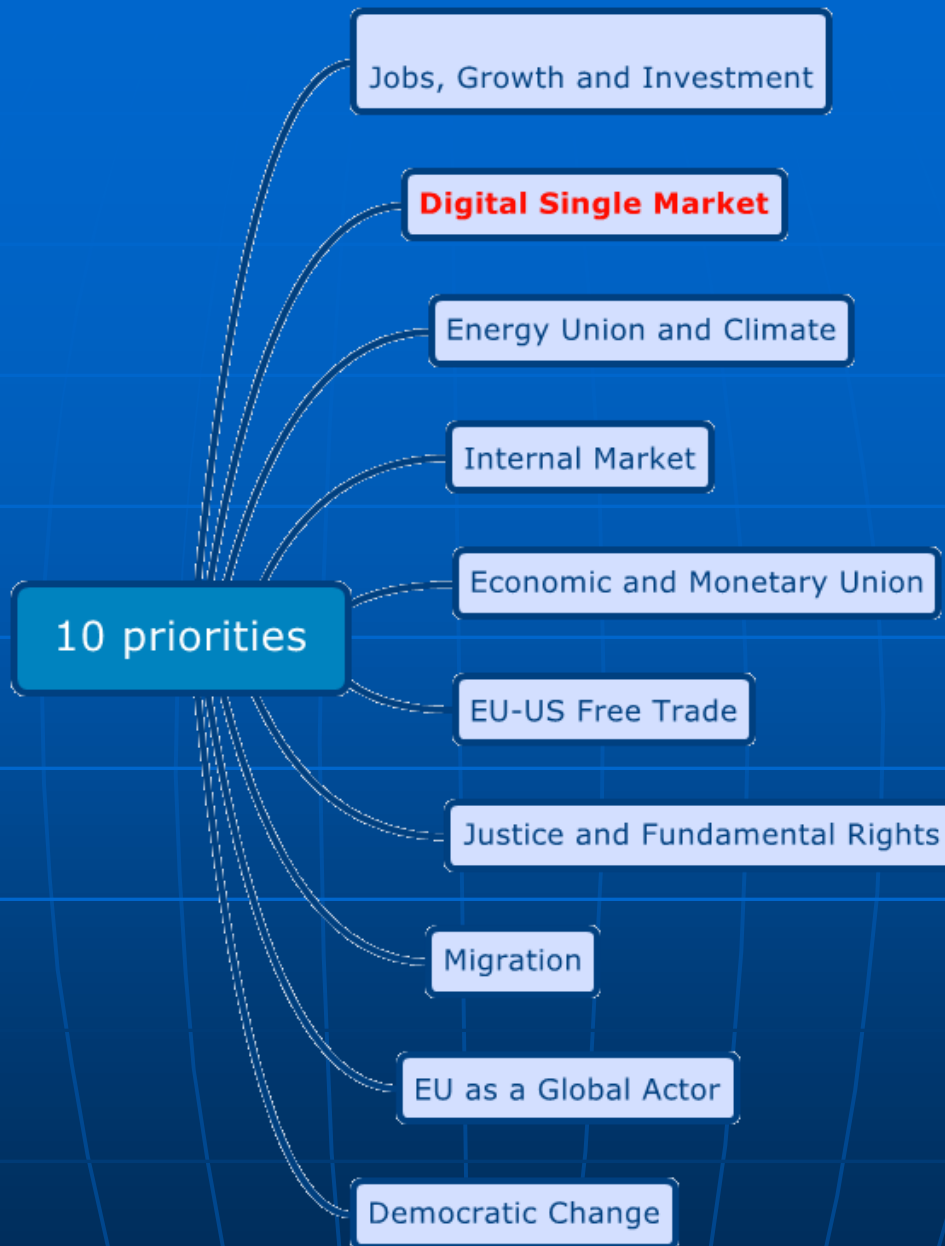 Jobs, Growth and Investment
Digital Single Market
Energy Union and Climate
Internal Market
Economic and Monetary Union
10 priorities
EU-US Free Trade
Justice and Fundamental Rights
Migration
EU as a Global Actor
Democratic Change